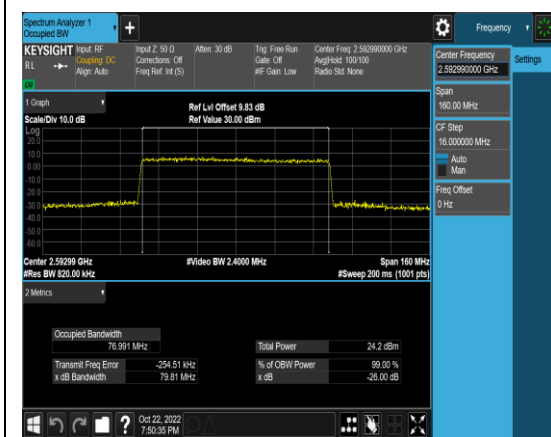 Spectrum Analyzer 1
Occupied BW
Frequency
KEYSIGHT
RL
Input: RF
Coupling: DC
Align: Auto
Input Z: 50 Ω
Corrections: Off
Freq Ref: Int (S)
Atten: 30 dB
Trig: Free Run
Gate: Off
#IF Gain: Low
Center Freq: 2.592990000 GHz
Avg|Hold: 100/100
Radio Std: None
1 Graph
Scale/Div 10.0 dB
Ref Lvl Offset 9.83 dB
Ref Value 30.00 dBm
Log
20.0
10.0
0.00
-10.0
-20.0
-30.0
-40.0
-50.0
-60.0
Center 2.59299 GHz
#Res BW 820.00 kHz
#Video BW 2.4000 MHz
Span 160 MHz
#Sweep 200 ms (1001 pts)
2 Metrics
Occupied Bandwidth
76.991 MHz
Transmit Freq Error -254.51 kHz
x dB Bandwidth 79.81 MHz
Total Power 24.2 dBm
% of OBW Power 99.00 %
x dB -26.00 dB
Center Frequency
2.592990000 GHz
Settings
Span
160.00 MHz
CF Step
16.000000 MHz
Auto
Man
Freq Offset
0 Hz
Oct 22, 2022
7:50:35 PM